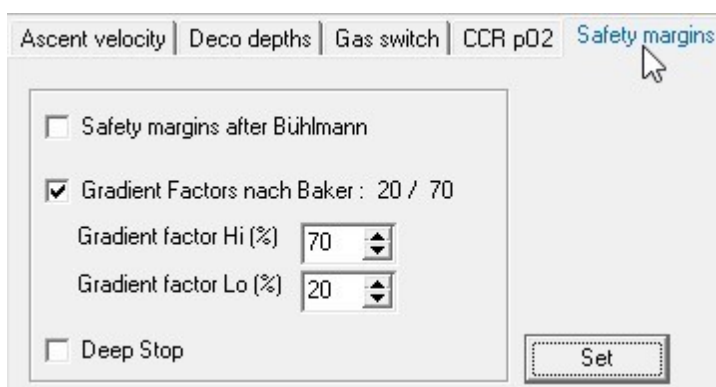 Ascent velocity Deco depths Gas switch CCR pO2 Safety margins
Safety margins after Bühlmann
Gradient Factors nach Baker : 20 / 70
Gradient factor Hi (%) 70
Gradient factor Lo (%) 20
Deep Stop
Set